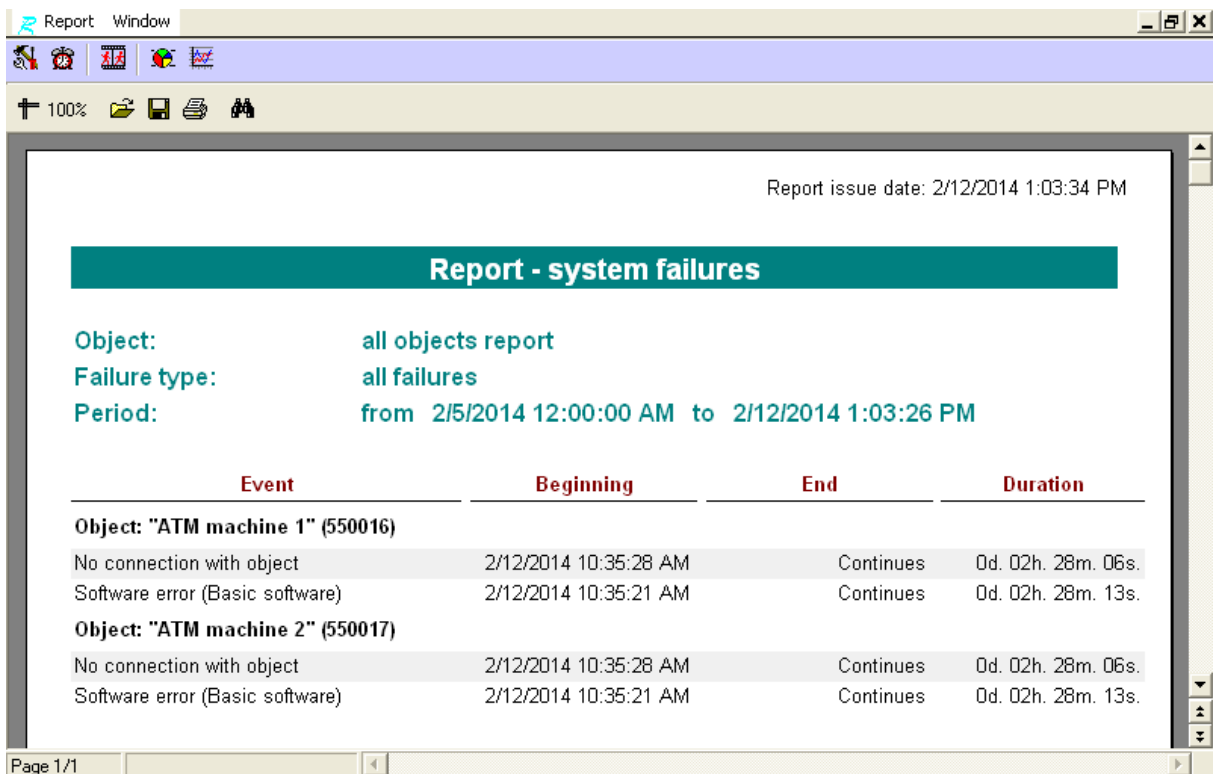 Report Window
100%
Report issue date: 2/12/2014 1:03:34 PM
Report - system failures
Object: all objects report
Failure type: all failures
Period: from 2/5/2014 12:00:00 AM to 2/12/2014 1:03:26 PM
Event Beginning End Duration
Object: "ATM machine 1" (550016)
No connection with object 2/12/2014 10:35:28 AM Continues 0d. 02h. 28m. 06s.
Software error (Basic software) 2/12/2014 10:35:21 AM Continues 0d. 02h. 28m. 13s.
Object: "ATM machine 2" (550017)
No connection with object 2/12/2014 10:35:28 AM Continues 0d. 02h. 28m. 06s.
Software error (Basic software) 2/12/2014 10:35:21 AM Continues 0d. 02h. 28m. 13s.
Page 1/1